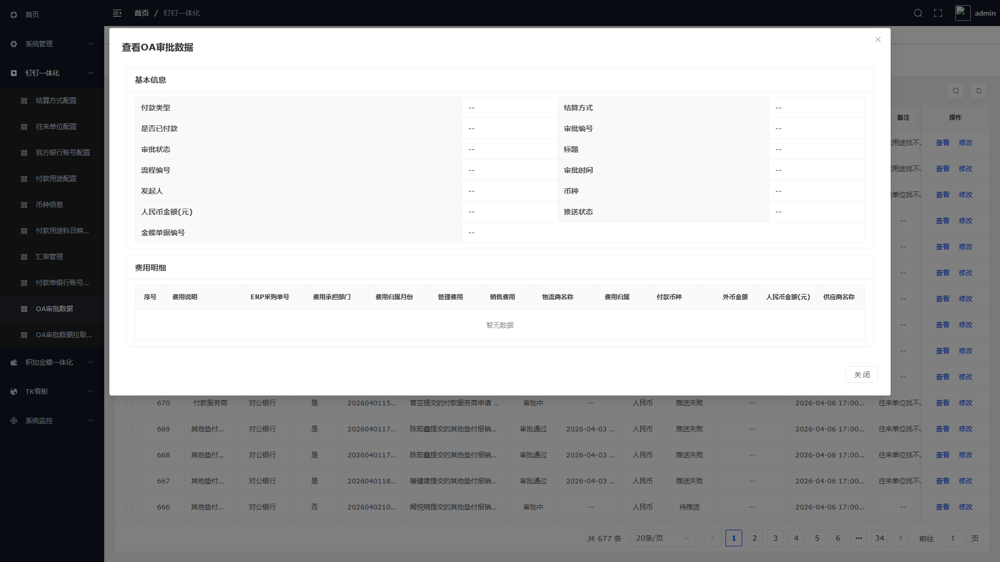 首页
系统管理
钉钉一体化
结算方式配置
往来单位配置
我方银行账号配置
付款用途配置
币种信息
付款用途科目映...
汇率管理
付款单银行账号...
OA审批数据
OA审批数据拉取...
积加金蝶一体化
TK看板
系统监控
首页 / 钉钉一体化
admin
查看OA审批数据
基本信息
付款类型 -- 结算方式 --
是否已付款 -- 审批编号 --
审批状态 -- 标题 --
流程编号 -- 审批时间 --
发起人 -- 币种 --
人民币金额(元) -- 推送状态 --
金蝶单据编号 --
费用明细
序号 费用说明 ERP采购单号 费用承担部门 费用归属月份 管理费用 销售费用 物流商名称 费用归属 付款币种 外币金额 人民币金额(元) 供应商名称
暂无数据
关 闭
备注 操作
用途找不... 查看 修改
用途找不... 查看 修改
单位找不... 查看 修改
-- 查看 修改
-- 查看 修改
-- 查看 修改
-- 查看 修改
-- 查看 修改
-- 查看 修改
-- 查看 修改
670 付款服务商 对公银行 是 2026040115... 曾芸提交的付款服务商申请 ... 审批中 -- 人民币 推送失败 -- 2026-04-06 17:00... 往来单位找不... 查看 修改
669 其他垫付... 对公银行 是 2026040117... 陈茹鑫提交的其他垫付报销... 审批通过 2026-04-03 ... 人民币 推送失败 -- 2026-04-06 17:00... 往来单位找不... 查看 修改
668 其他垫付... 对公银行 是 2026040117... 陈茹鑫提交的其他垫付报销... 审批通过 2026-04-03 ... 人民币 推送失败 -- 2026-04-06 17:00... 往来单位找不... 查看 修改
667 其他垫付... 对公银行 是 2026040118... 裴健雄提交的其他垫付报销... 审批通过 2026-04-03 ... 人民币 推送失败 -- 2026-04-06 17:00... 往来单位找不... 查看 修改
666 其他垫付... 对公银行 否 2026040210... 阚悦婉提交的其他垫付报销... 审批中 -- 人民币 待推送 -- 2026-04-06 17:00... -- 查看 修改
共 677 条 20条/页 1 2 3 4 5 6 ••• 34 前往 1 页